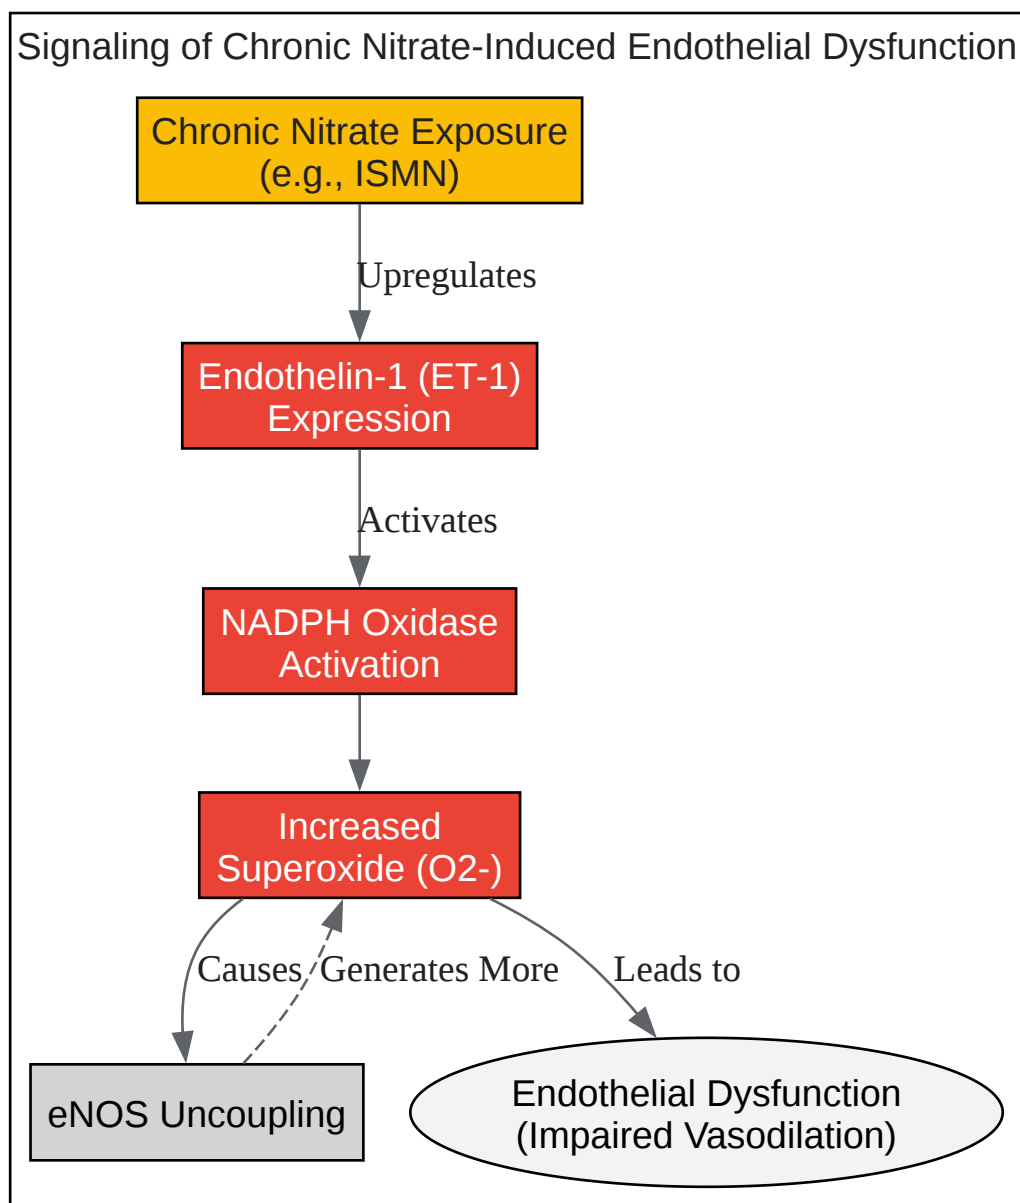 Signaling of Chronic Nitrate-Induced Endothelial Dysfunction
Chronic Nitrate Exposure
(e.g., ISMN)
Upregulates
Endothelin-1 (ET-1)
Expression
Activates
NADPH Oxidase
Activation
Increased
Superoxide (O2-)
Causes
Generates More
Leads to
eNOS Uncoupling
Endothelial Dysfunction
(Impaired Vasodilation)